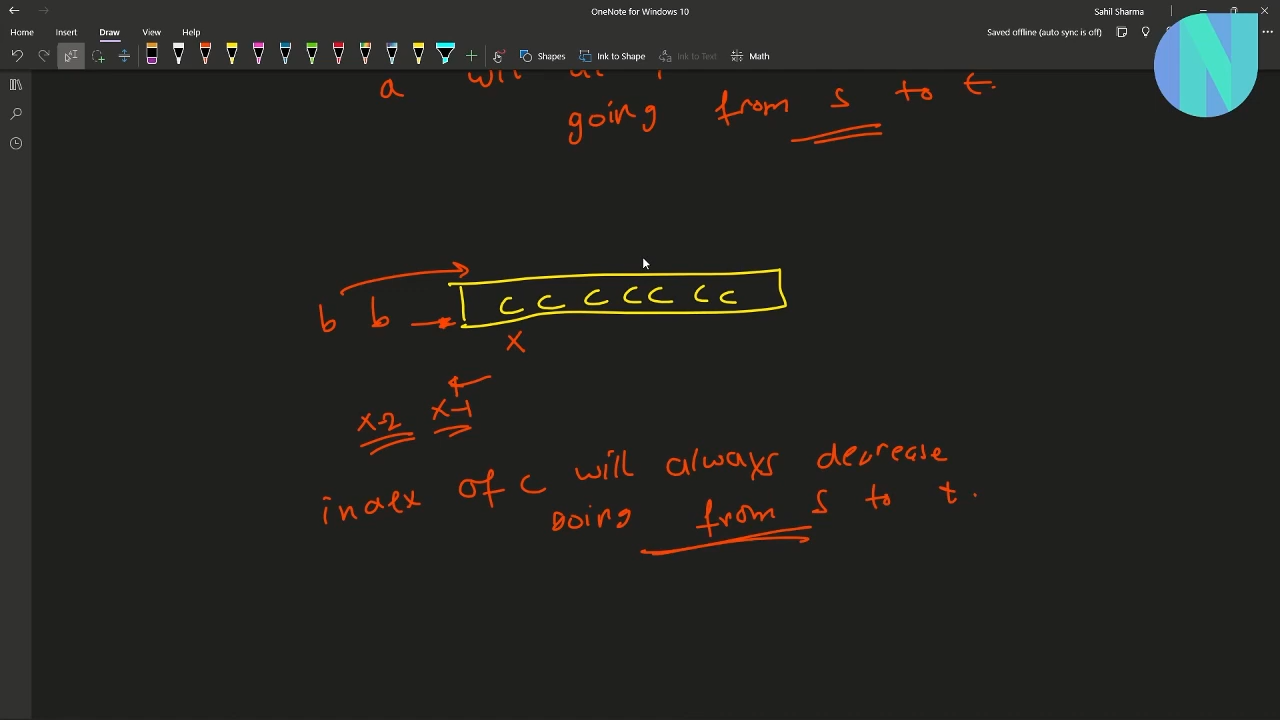 OneNote for Windows 10
Sahil Sharma
Home Insert Draw View Help
Saved offline (auto sync is off)
Shapes Ink to Shape Ink to Text Math
a will
going from s to t.
b b c c c c c c c
x
x-2 x-1
index of c will always decrease
going from s to t.